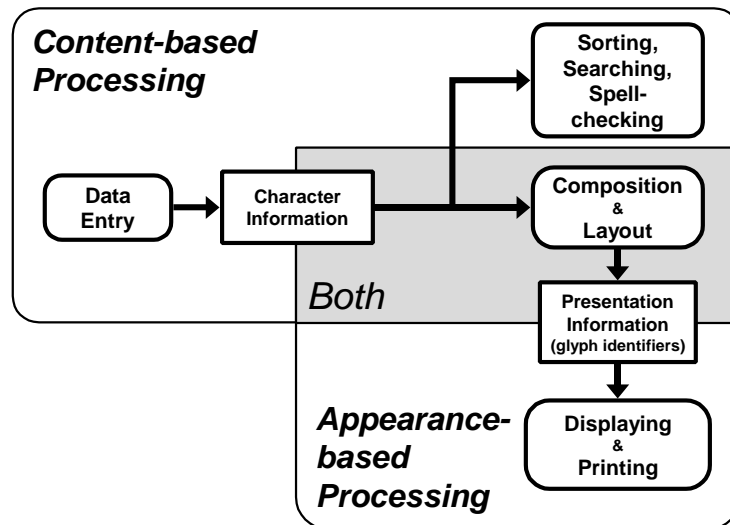 Content-based
Processing
Sorting,
Searching,
Spell-
checking
Data
Entry
Character
Information
Composition
&
Layout
Both
Presentation
Information
(glyph identifiers)
Appearance-
based
Processing
Displaying
&
Printing